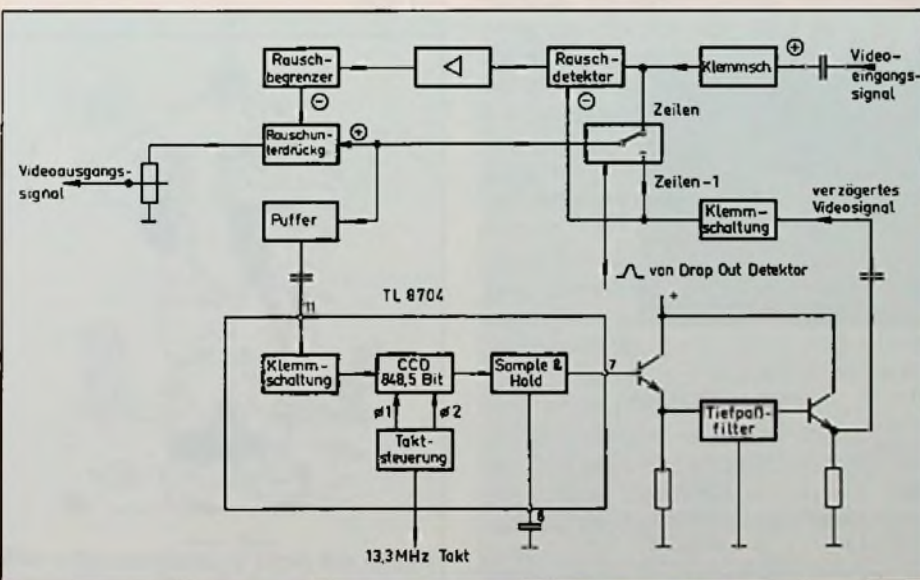 Rausch-
begrenzer
◁
Rausch-
detektor
Klemmsch.
⊕
Video-
eingangs-
signal
⊖
⊖
Zeilen
Rauschun-
terdrückg.
⊕
Videoausgangs-
signal
Zeilen-1
Puffer
Klemm-
schaltung
verzögertes
Videosignal
von Drop Out Detektor
TL 8704
11
+
Klemm-
schaltung
CCD
848,5 Bit
Sample &
Hold
7
ø1
ø2
Takt-
steuerung
Tiefpaß-
filter
8
13,3MHz Takt